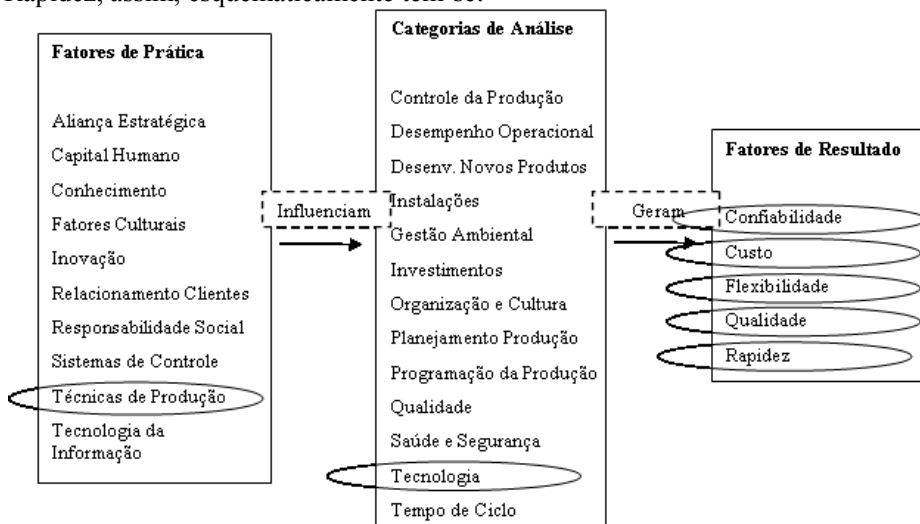 Rapidez, assim, esquematicamente tem-se:
Fatores de Prática
Aliança Estratégica
Capital Humano
Conhecimento
Fatores Culturais
Inovação
Relacionamento Clientes
Responsabilidade Social
Sistemas de Controle
Técnicas de Produção
Tecnologia da
Informação
Influenciam
Categorias de Análise
Controle da Produção
Desempenho Operacional
Desenv. Novos Produtos
Instalações
Gestão Ambiental
Investimentos
Organização e Cultura
Planejamento Produção
Programação da Produção
Qualidade
Saúde e Segurança
Tecnologia
Tempo de Ciclo
Geram
Fatores de Resultado
Confiabilidade
Custo
Flexibilidade
Qualidade
Rapidez